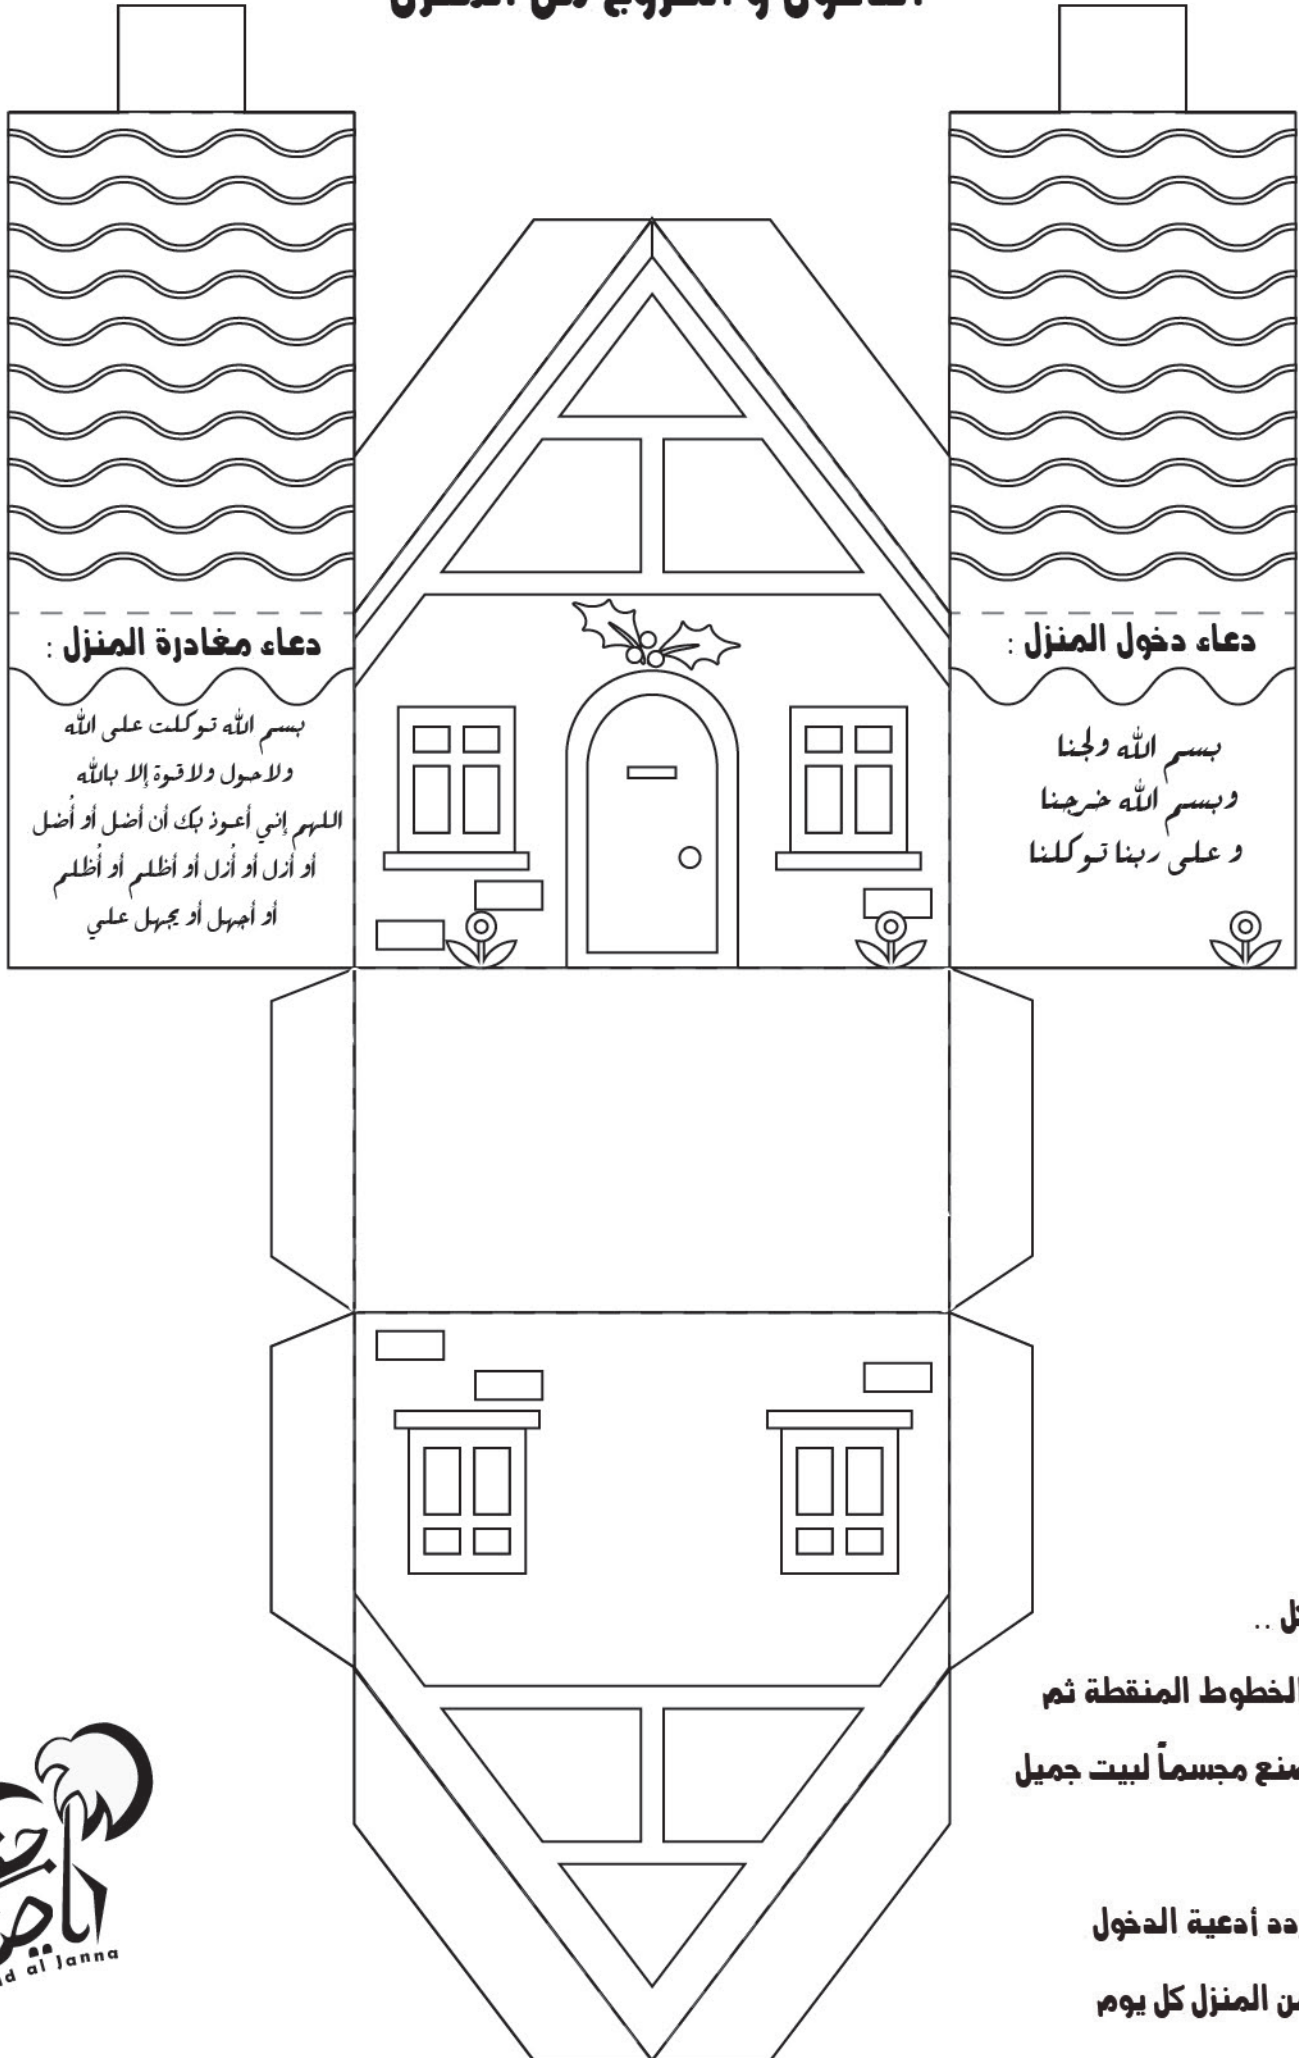 دعاء دخول المنزل :
بسم الله ولجنا
وبسم الله خرجنا
و على ربنا توكلنا
دعاء مغادرة المنزل :
بسم الله توكلت على الله
ولاحول ولاقوة إلا بالله
اللهم إني أعوذ بك أن أضل أو أُضل
أو أزل أو أُزل أو أظلم أو أُظلم
أو أجهل أو يجهل علي
الخطوط المنقطة ثم
مجسماً لبيت جميل
أدعية الدخول
المنزل كل يوم
al Janna